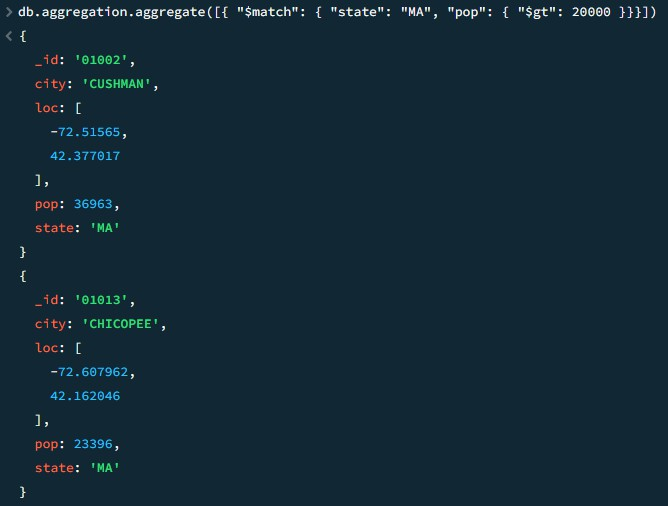 > db.aggregation.aggregate([{ "$match": { "state": "MA", "pop": { "$gt": 20000 }}}])
< {
_id: '01002',
city: 'CUSHMAN',
loc: [
-72.51565,
42.377017
],
pop: 36963,
state: 'MA'
}
{
_id: '01013',
city: 'CHICOPEE',
loc: [
-72.607962,
42.162046
],
pop: 23396,
state: 'MA'
}